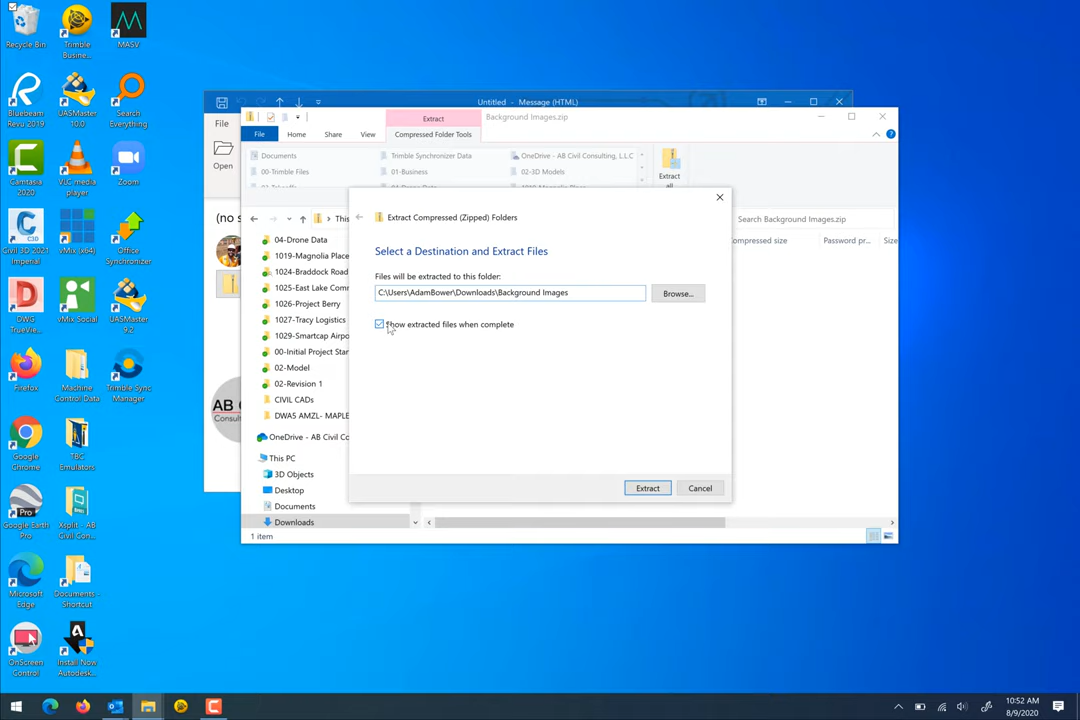 Recycle Bin
Trimble Busine...
MASV
Bluebeam Revu 2019
UASMaster 10.0
Search Everything
Camtasia 2020
VLC media player
Zoom
Civil 3D 2021 Imperial
vMix (x64)
Office Synchronizer
DWG TrueView...
vMix Social
UASMaster 9.2
Firefox
Machine Control Data
Trimble Sync Manager
Google Chrome
TBC Emulators
Google Earth Pro
Xsplit - AB Civil Con...
Microsoft Edge
Documents - Shortcut
OnScreen Control
Install Now Autodesk...
Untitled - Message (HTML)
File
Open
(no s
AB C
Consult
Extract
Background Images.zip
File
Home
Share
View
Compressed Folder Tools
Documents
Trimble Synchronizer Data
OneDrive - AB Civil Consulting, L.L.C
00-Trimble Files
01-Business
02-3D Models
Extract all
This
Search Background Images.zip
Compressed size
Password pr...
Size
04-Drone Data
1019-Magnolia Place
1024-Braddock Road
1025-East Lake Comm
1026-Project Berry
1027-Tracy Logistics
1029-Smartcap Airpo
00-Initial Project Star
02-Model
02-Revision 1
CIVIL CADs
DWA5 AMZL- MAPLE
OneDrive - AB Civil Co
This PC
3D Objects
Desktop
Documents
Downloads
1 item
Extract Compressed (Zipped) Folders
Select a Destination and Extract Files
Files will be extracted to this folder:
C:\Users\AdamBower\Downloads\Background Images
Browse...
Show extracted files when complete
Extract
Cancel
10:52 AM
8/9/2020